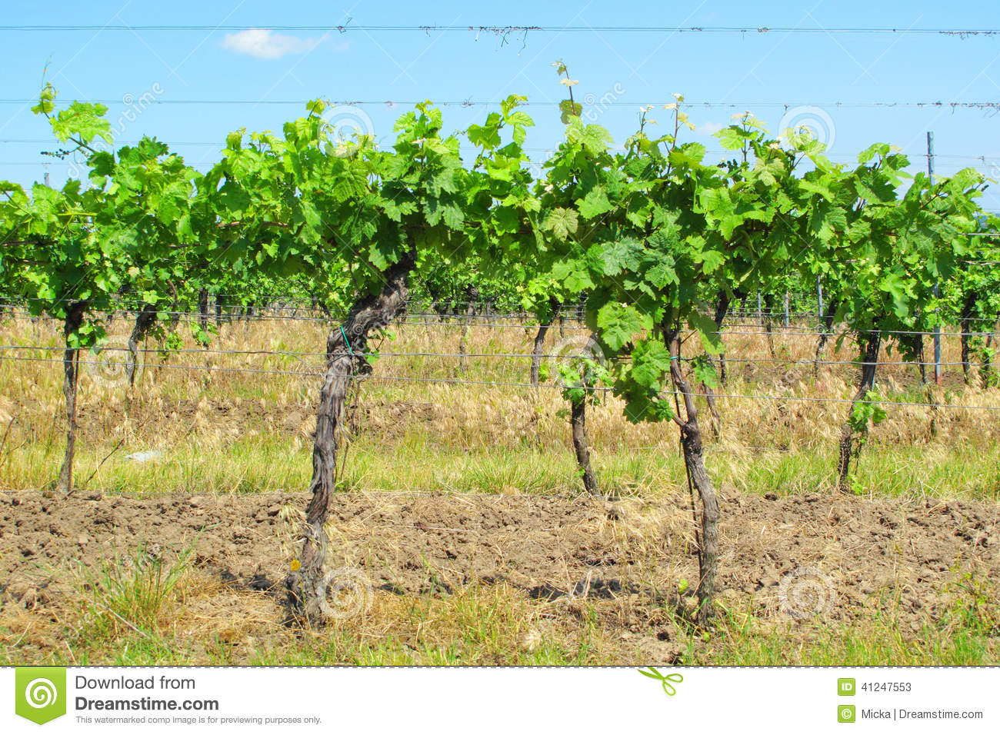 Download from
Dreamstime.com
This watermarked comp image is for previewing purposes only.
ID 41247553
© Micka | Dreamstime.com